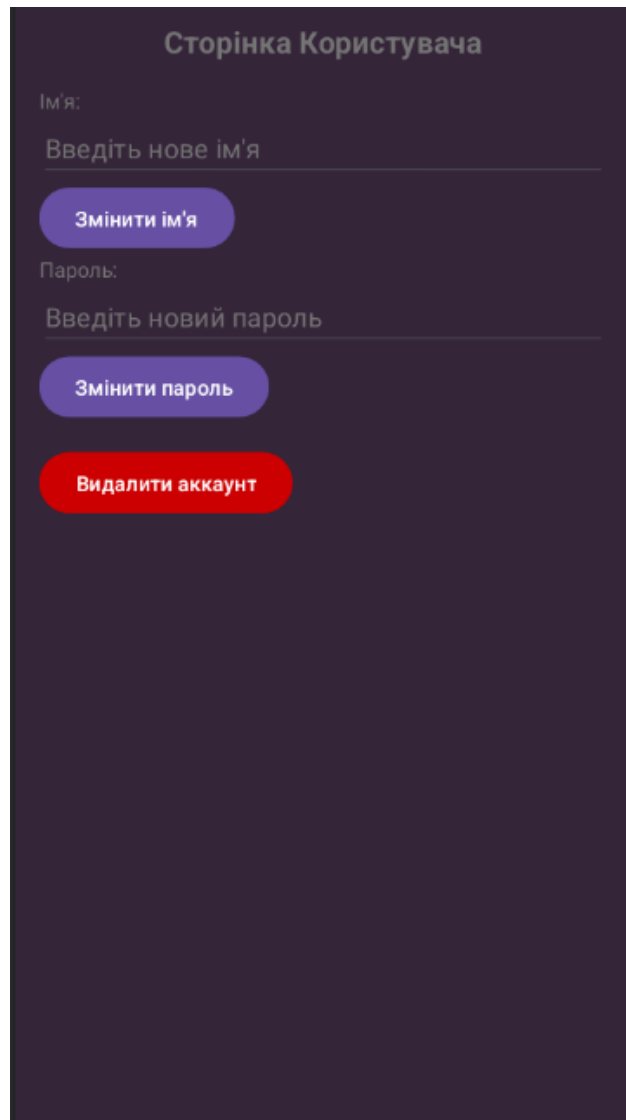 Сторінка Користувача
Ім'я:
Введіть нове ім'я
Змінити ім'я
Пароль:
Введіть новий пароль
Змінити пароль
Видалити аккаунт